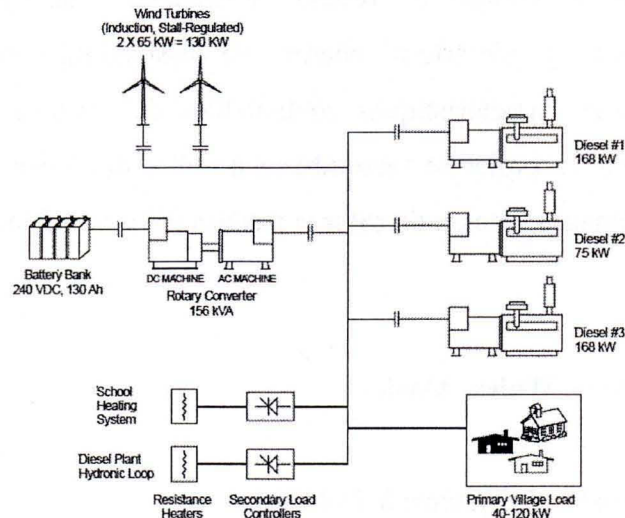 Wind Turbines
(Induction, Stall-Regulated)
2 X 65 KW = 130 KW
Diesel #1
168 kW
Battery Bank
240 VDC, 130 Ah
DC MACHINE
AC MACHINE
Rotary Converter
156 kVA
Diesel #2
75 kW
Diesel #3
168 kW
School
Heating
System
Diesel Plant
Hydronic Loop
Resistance
Heaters
Secondary Load
Controllers
Primary Village Load
40-120 kW